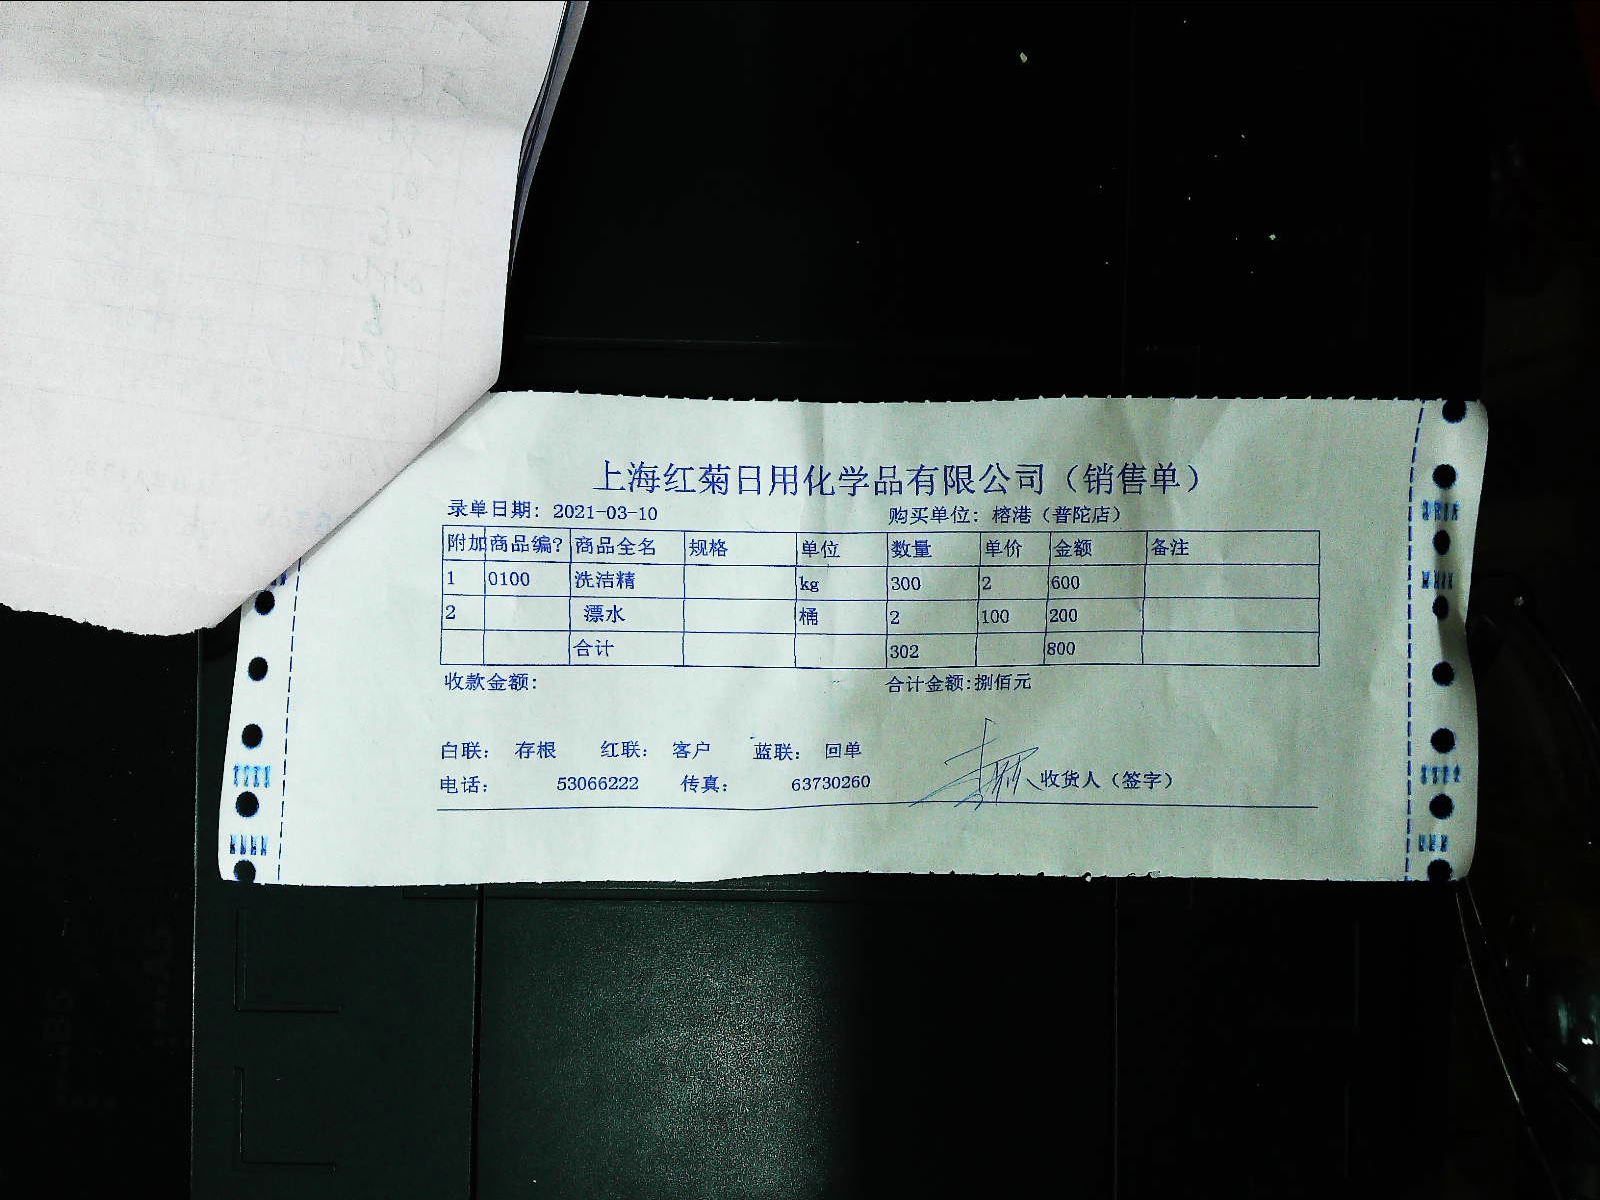 上海红菊日用化学品有限公司（销售单）
录单日期: 2021-03-10 购买单位: 榕港（普陀店）
附加 商品编? 商品全名 规格 单位 数量 单价 金额 备注
1 0100 洗洁精 kg 300 2 600
2 漂水 桶 2 100 200
合计 302 800
收款金额: 合计金额:捌佰元
白联: 存根 红联: 客户 蓝联: 回单
电话: 53066222 传真: 63730260 收货人（签字）